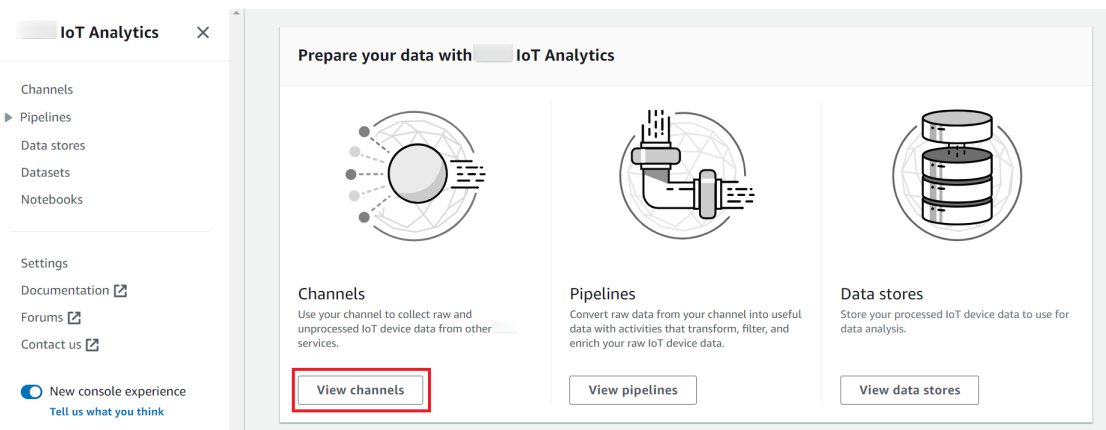 IoT Analytics
Channels
Pipelines
Data stores
Datasets
Notebooks
Settings
Documentation
Forums
Contact us
New console experience
Tell us what you think
Prepare your data with IoT Analytics
Channels
Use your channel to collect raw and
unprocessed IoT device data from other
services.
View channels
Pipelines
Convert raw data from your channel into useful
data with activities that transform, filter, and
enrich your raw IoT device data.
View pipelines
Data stores
Store your processed IoT device data to use for
data analysis.
View data stores